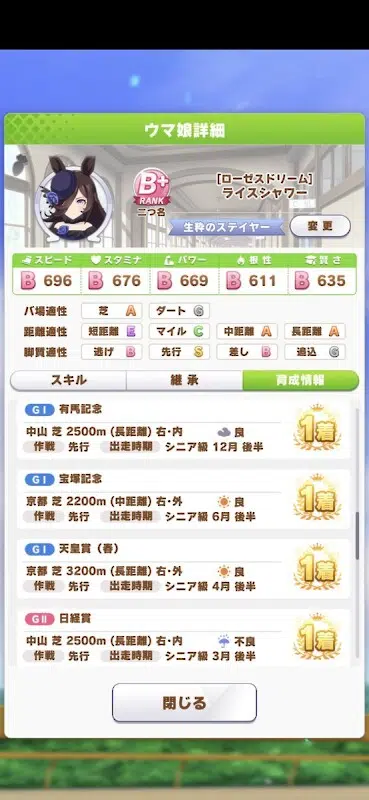 ウマ娘詳細
B+
RANK
[ローゼスドリーム]
ライスシャワー
二つ名
生粋のステイヤー
変更
スピード スタミナ パワー 根性 賢さ
B 696 B 676 B 669 B 611 B 635
バ場適性 芝 A ダート G
距離適性 短距離 E マイル C 中距離 A 長距離 A
脚質適性 逃げ B 先行 S 差し B 追込 G
スキル 継承 育成情報
GI 有馬記念
中山 芝 2500m (長距離) 右・内 良
作戦 先行 出走時期 シニア級 12月 後半
1着
GI 宝塚記念
京都 芝 2200m (中距離) 右・外 良
作戦 先行 出走時期 シニア級 6月 後半
1着
GI 天皇賞(春)
京都 芝 3200m (長距離) 右・外 良
作戦 先行 出走時期 シニア級 4月 後半
1着
GII 日経賞
中山 芝 2500m (長距離) 右・内 不良
作戦 先行 出走時期 シニア級 3月 後半
1着
閉じる